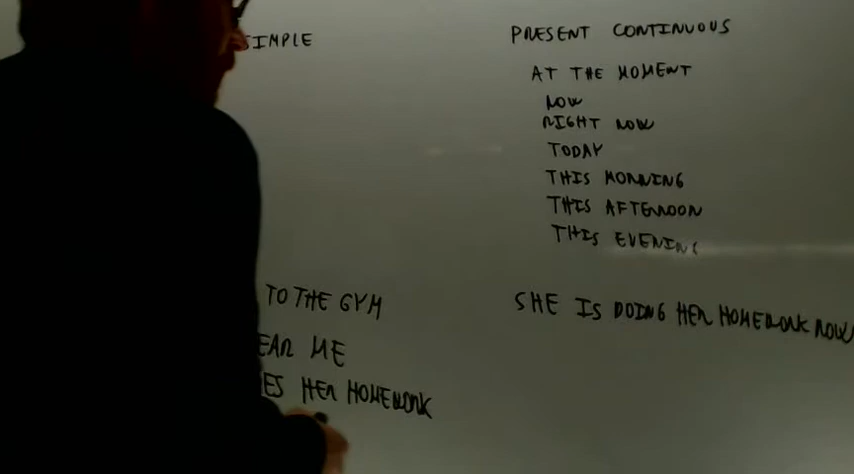 SIMPLE
TO THE GYM
EAR ME
ES HER HOMEWORK
PRESENT CONTINUOUS
AT THE MOMENT
NOW
RIGHT NOW
TODAY
THIS MORNING
THIS AFTERNOON
THIS EVENING
SHE IS DOING HER HOMEWORK NOW